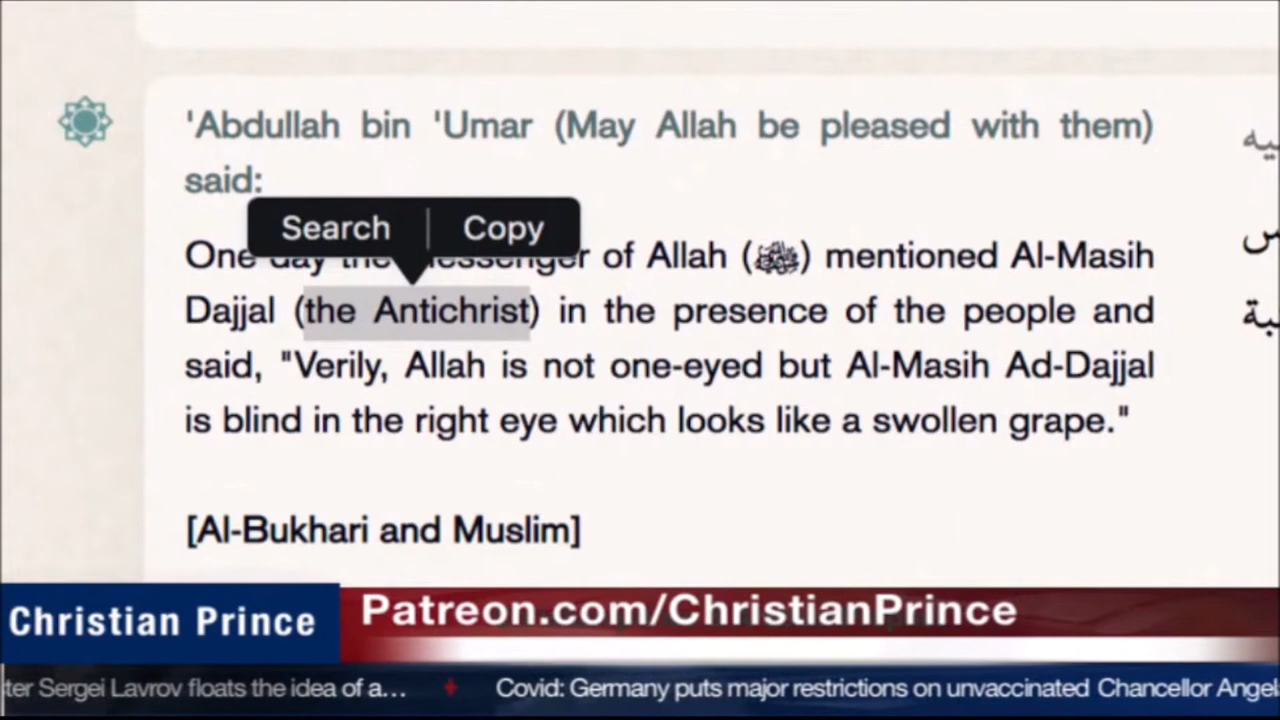 'Abdullah bin 'Umar (May Allah be pleased with them)
said:
Search Copy
One day the Messenger of Allah (ﷺ) mentioned Al-Masih
Dajjal (the Antichrist) in the presence of the people and
said, "Verily, Allah is not one-eyed but Al-Masih Ad-Dajjal
is blind in the right eye which looks like a swollen grape."
[Al-Bukhari and Muslim]
Christian Prince
Patreon.com/ChristianPrince
ter Sergei Lavrov floats the idea of a... Covid: Germany puts major restrictions on unvaccinated Chancellor Angel